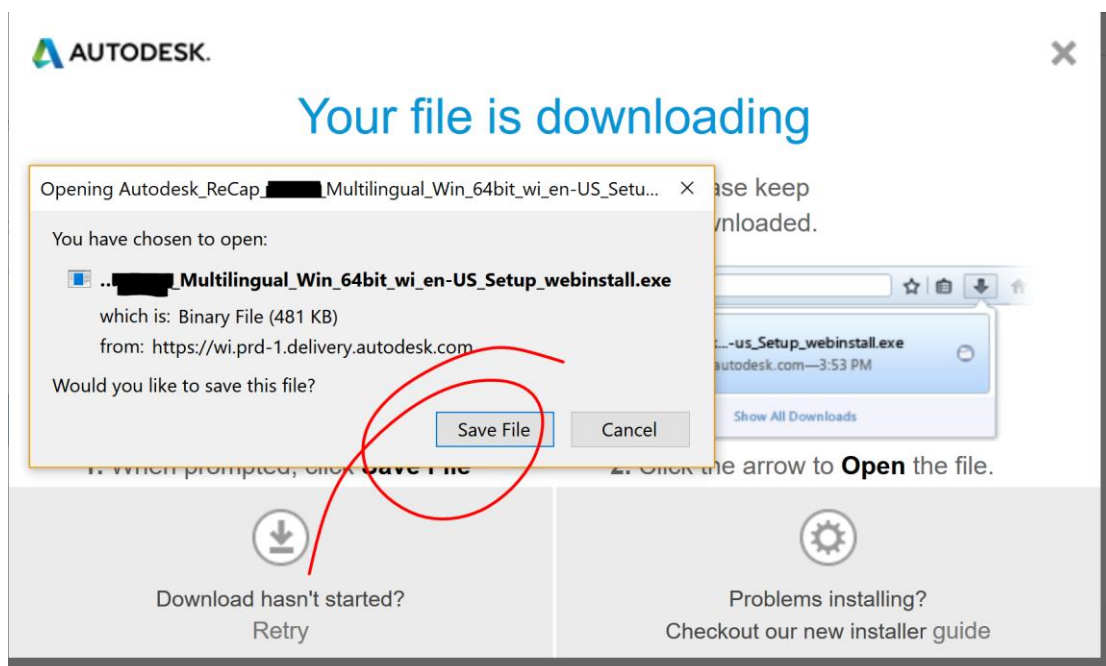 AUTODESK.
Your file is downloading
Opening Autodesk_ReCap_ _Multilingual_Win_64bit_wi_en-US_Setu...
ase keep
nloaded.
You have chosen to open:
.. _Multilingual_Win_64bit_wi_en-US_Setup_webinstall.exe
which is: Binary File (481 KB)
from: https://wi.prd-1.delivery.autodesk.com
Would you like to save this file?
Save File
Cancel
...-us_Setup_webinstall.exe
autodesk.com—3:53 PM
Show All Downloads
1. When prompted, click Save File
2. Click the arrow to Open the file.
Download hasn't started?
Retry
Problems installing?
Checkout our new installer guide